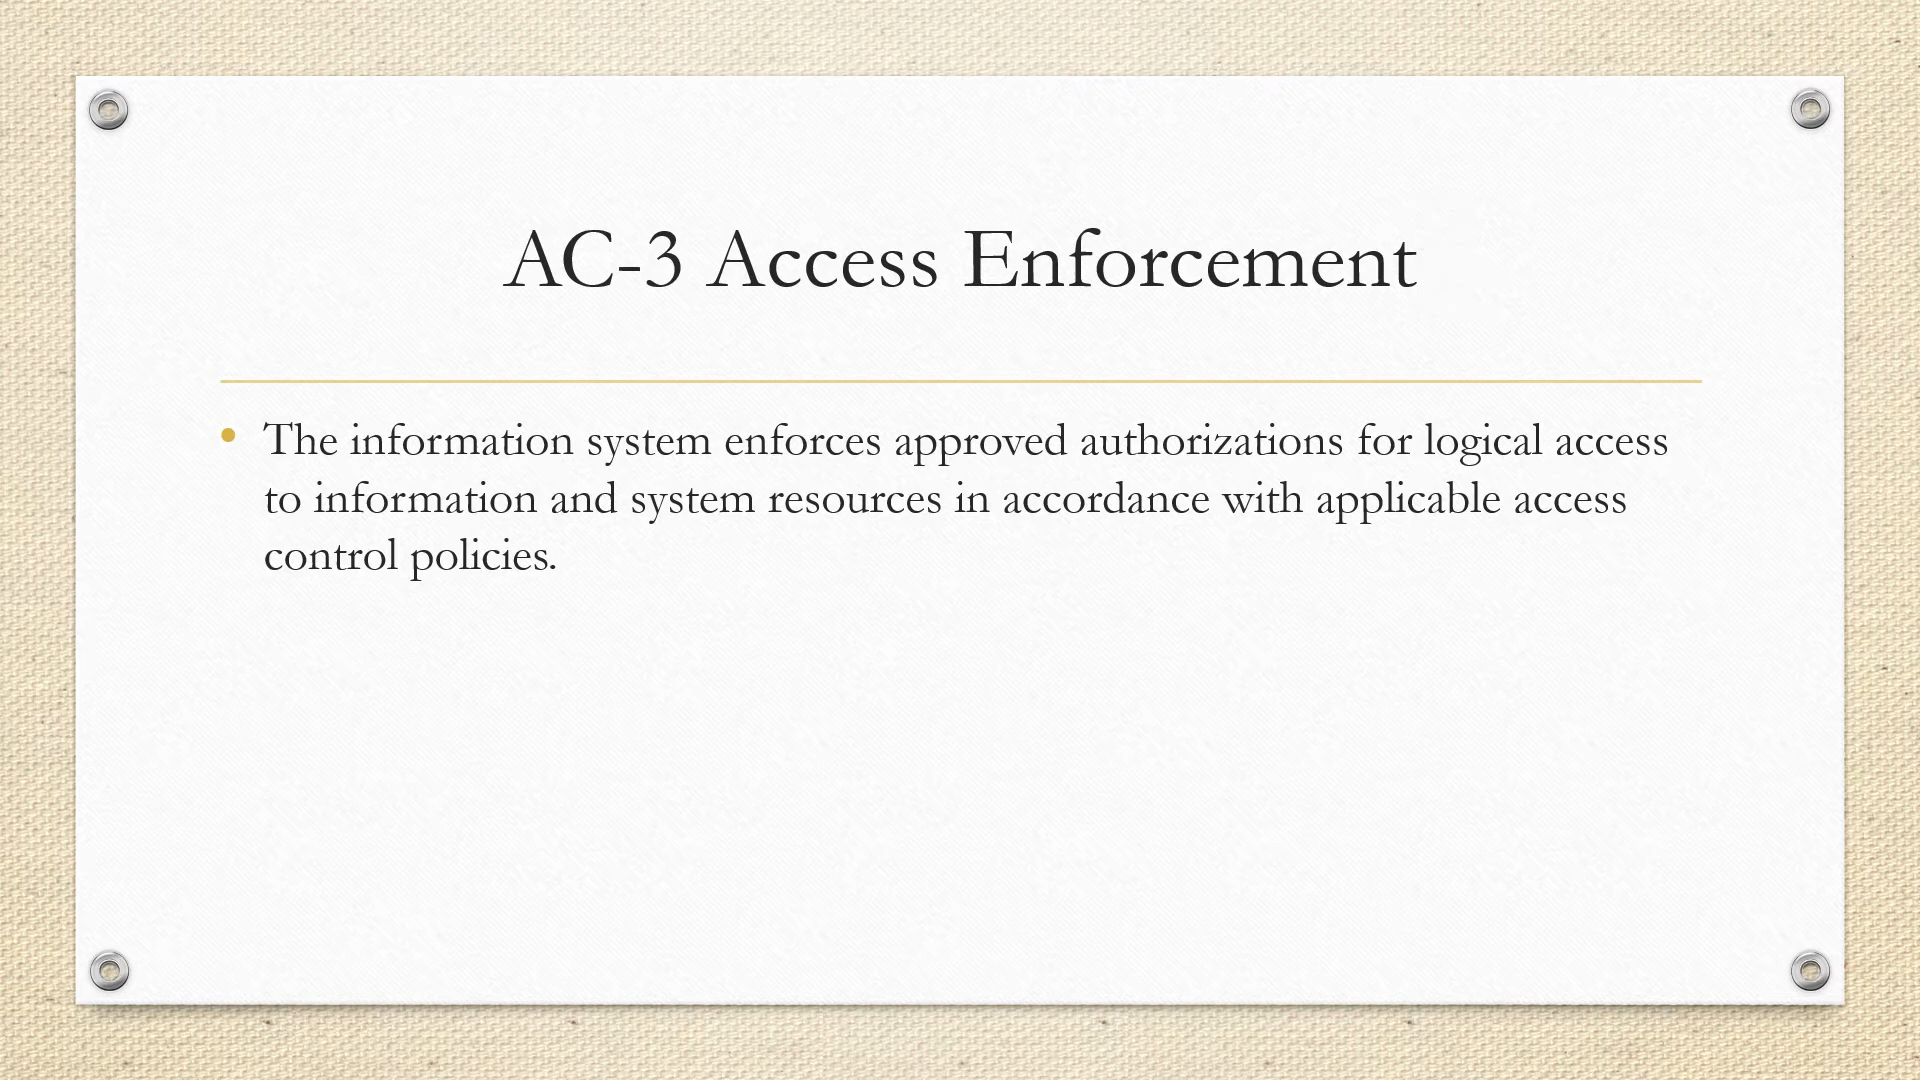 AC-3 Access Enforcement
• The information system enforces approved authorizations for logical access
to information and system resources in accordance with applicable access
control policies.